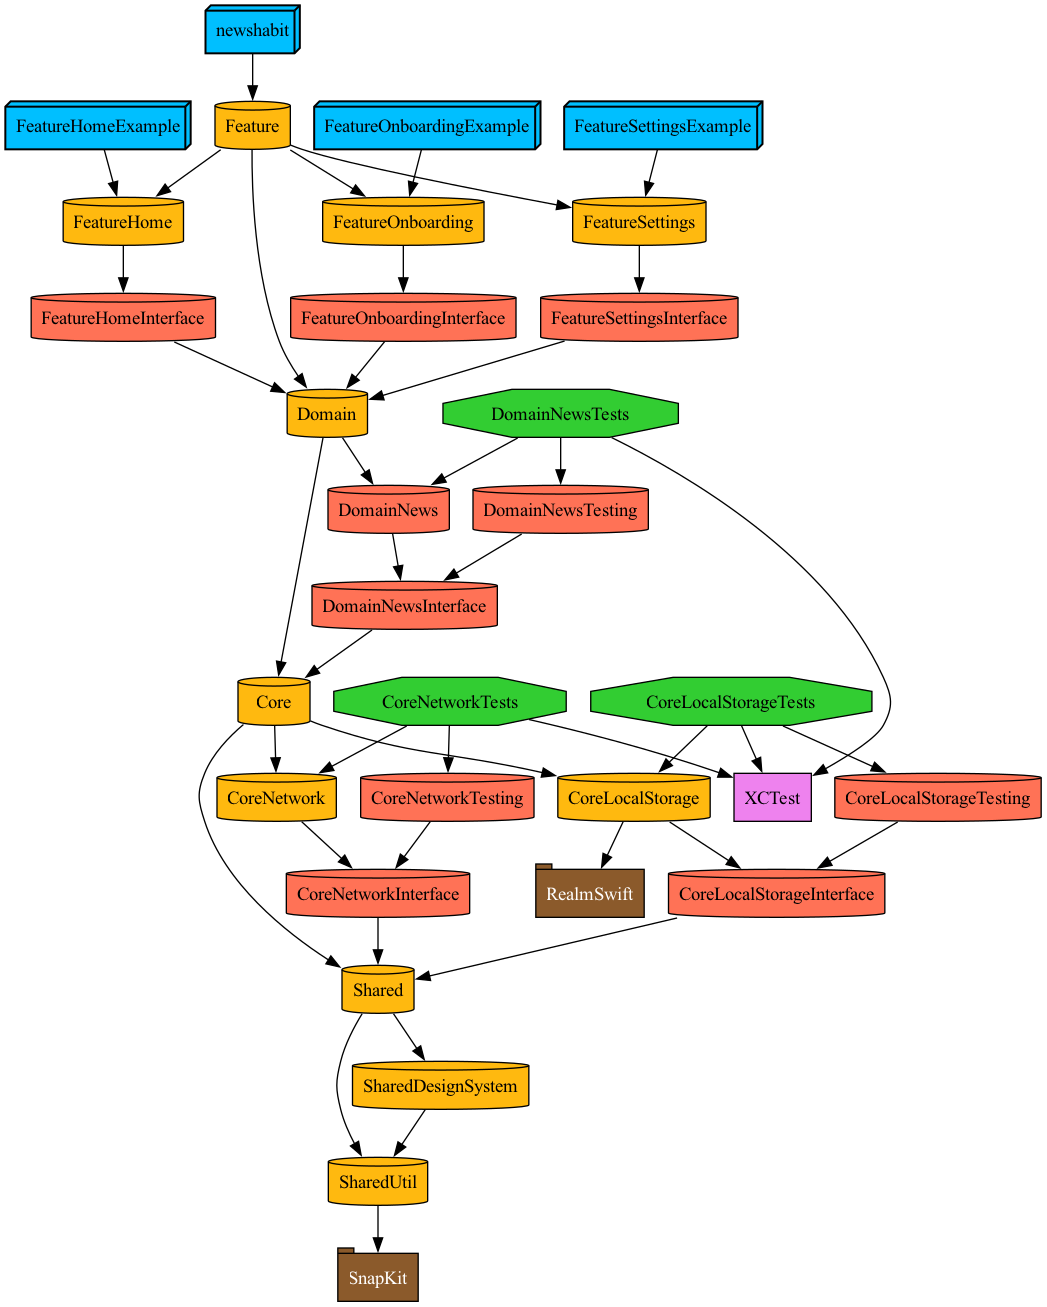 newshabit
FeatureHomeExample
Feature
FeatureOnboardingExample
FeatureSettingsExample
FeatureHome
FeatureOnboarding
FeatureSettings
FeatureHomeInterface
FeatureOnboardingInterface
FeatureSettingsInterface
Domain
DomainNewsTests
DomainNews
DomainNewsTesting
DomainNewsInterface
Core
CoreNetworkTests
CoreLocalStorageTests
CoreNetwork
CoreNetworkTesting
CoreLocalStorage
XCTest
CoreLocalStorageTesting
CoreNetworkInterface
RealmSwift
CoreLocalStorageInterface
Shared
SharedDesignSystem
SharedUtil
SnapKit